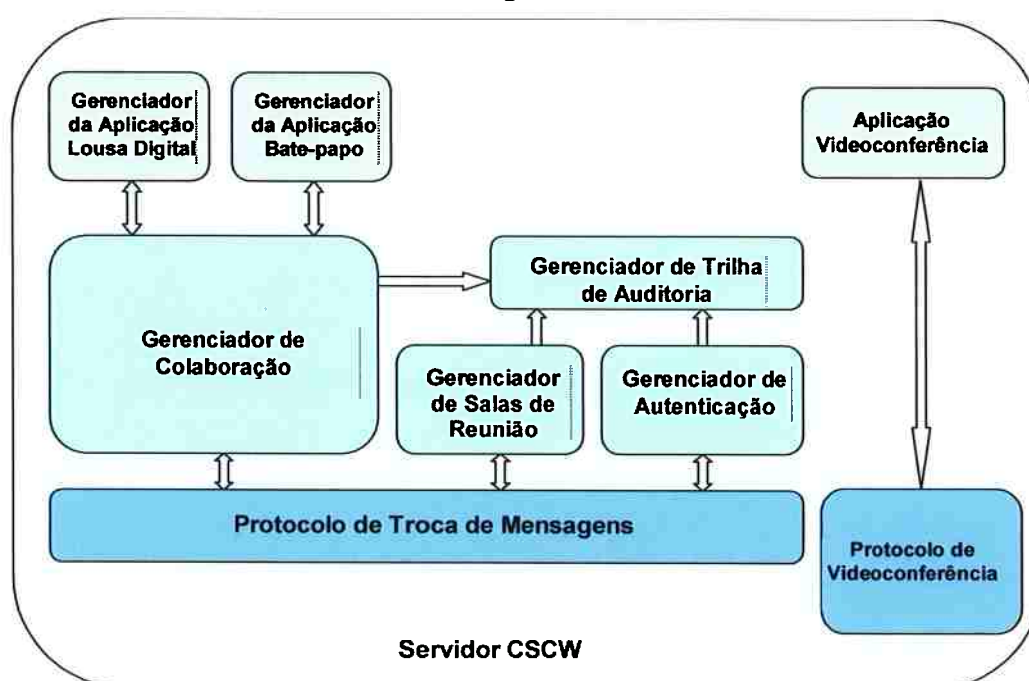 Gerenciador
da Aplicação
Lousa Digital
Gerenciador
da Aplicação
Bate-papo
Aplicação
Videoconferência
Gerenciador de Trilha
de Auditoria
Gerenciador de
Colaboração
Gerenciador
de Salas de
Reunião
Gerenciador de
Autenticação
Protocolo de Troca de Mensagens
Protocolo de
Videoconferência
Servidor CSCW